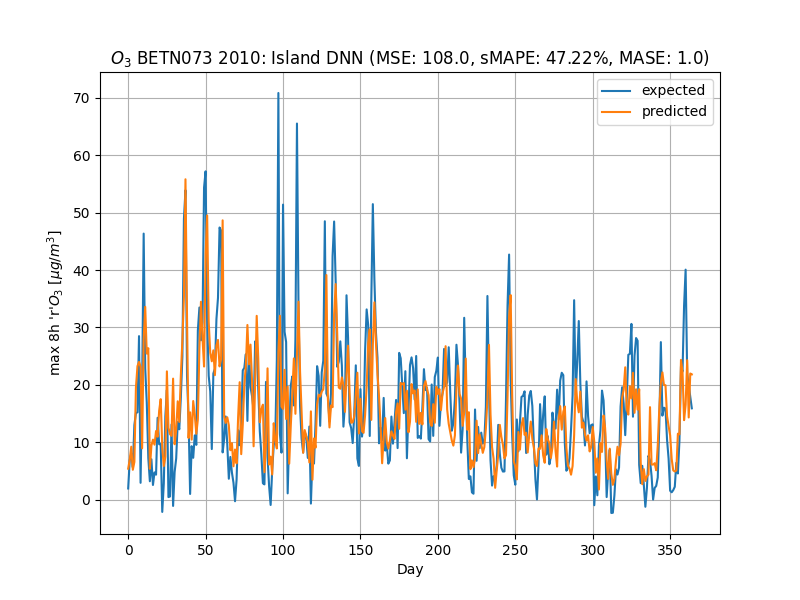 O3 BETN073 2010: Island DNN (MSE: 108.0, sMAPE: 47.22%, MASE: 1.0)
expected
predicted
max 8h 'r'O3 [μg/m³]
70
60
50
40
30
20
10
0
0 50 100 150 200 250 300 350
Day